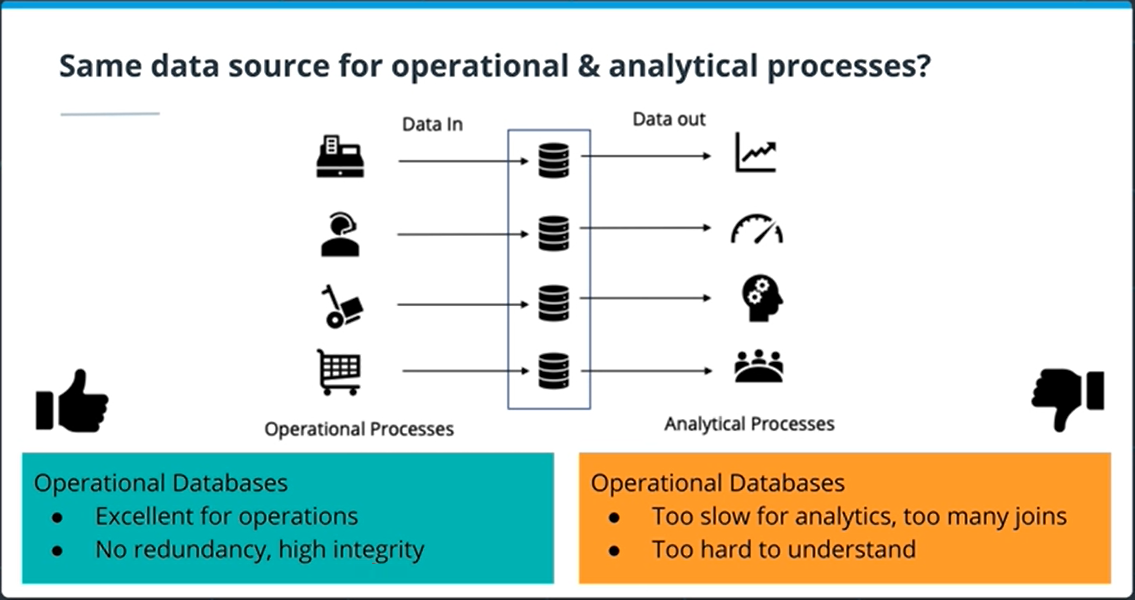 Same data source for operational & analytical processes?
Data In
Data out
Operational Processes
Analytical Processes
Operational Databases
● Excellent for operations
● No redundancy, high integrity
Operational Databases
● Too slow for analytics, too many joins
● Too hard to understand